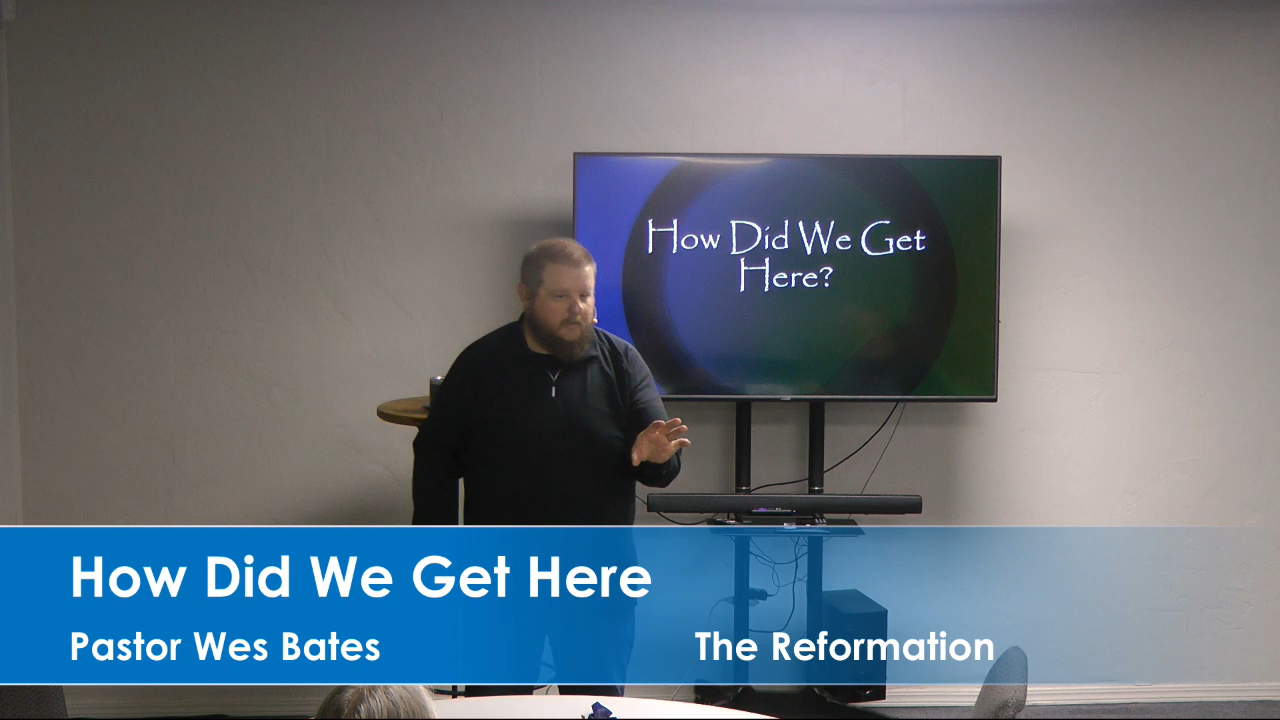 How Did We Get
Here?
How Did We Get Here
Pastor Wes Bates
The Reformation